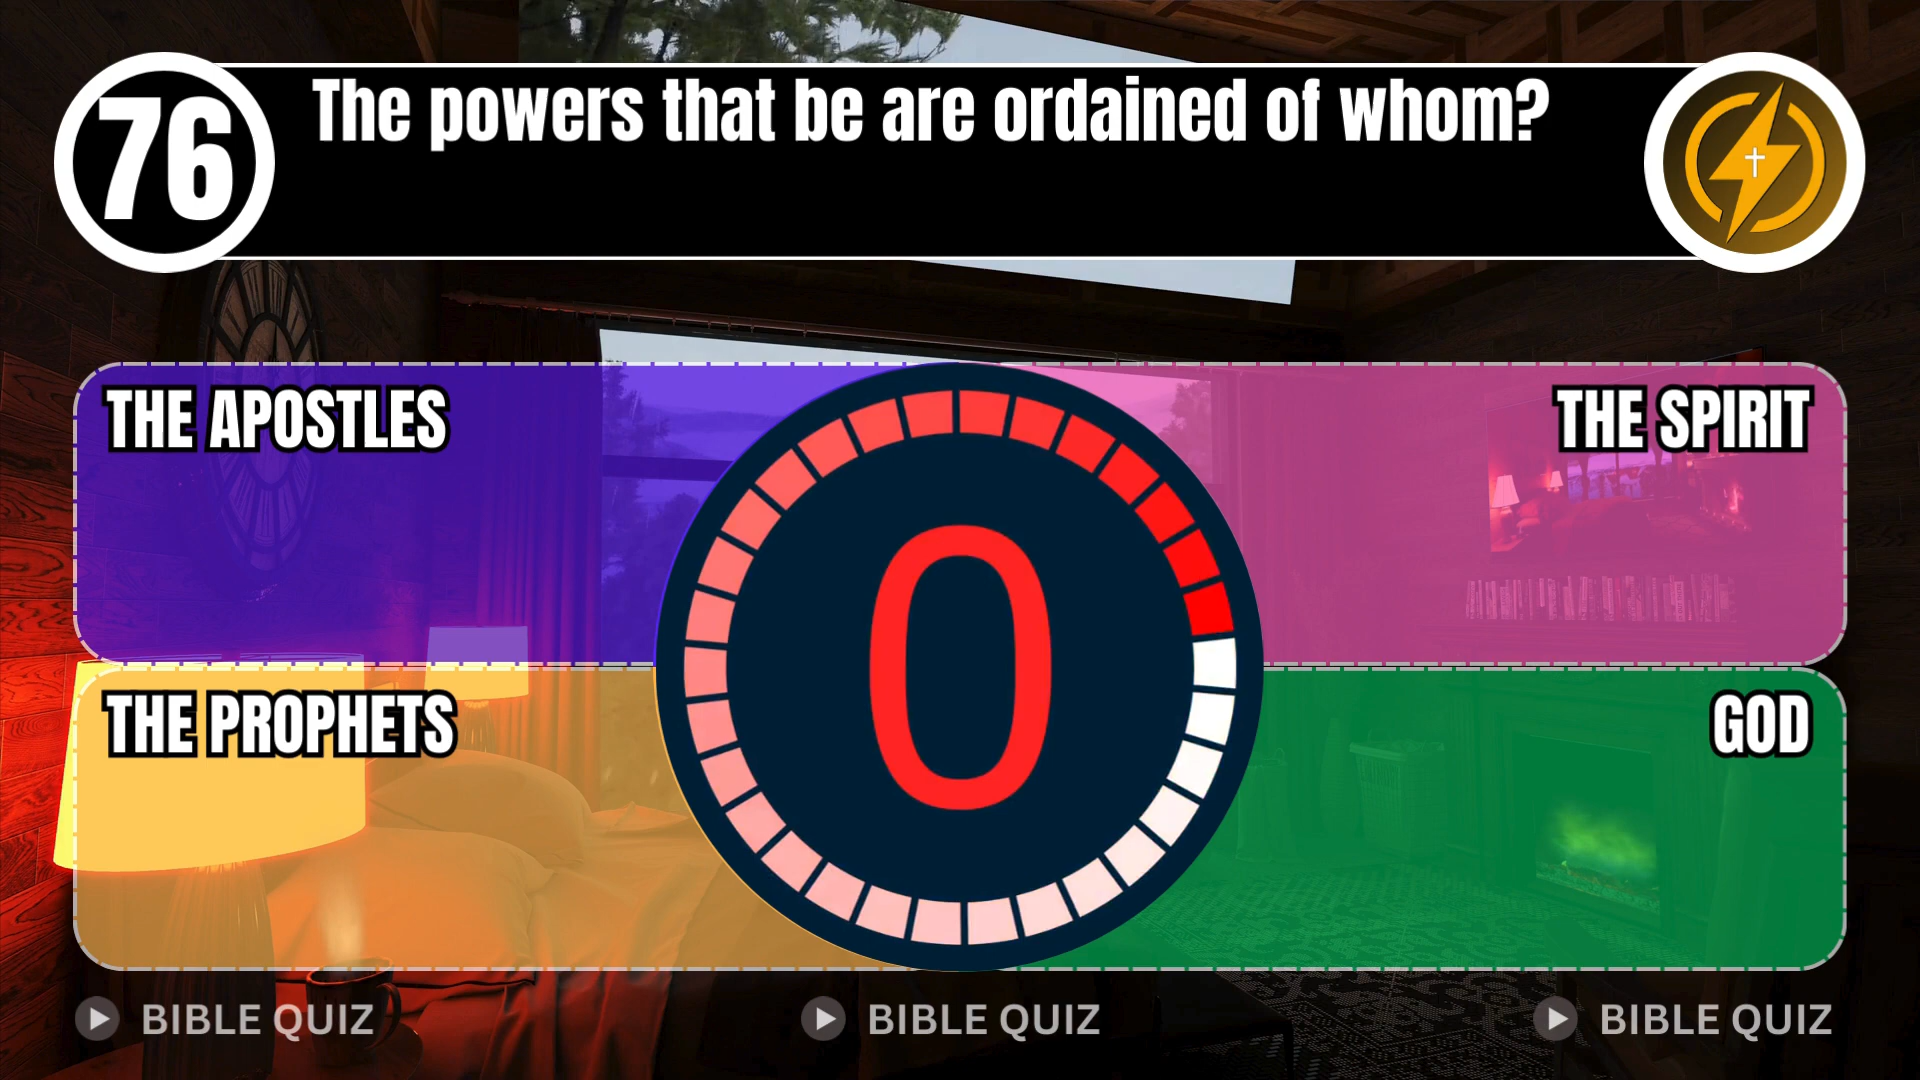 76
The powers that be are ordained of whom?
THE APOSTLES
THE SPIRIT
0
THE PROPHETS
GOD
BIBLE QUIZ
BIBLE QUIZ
BIBLE QUIZ